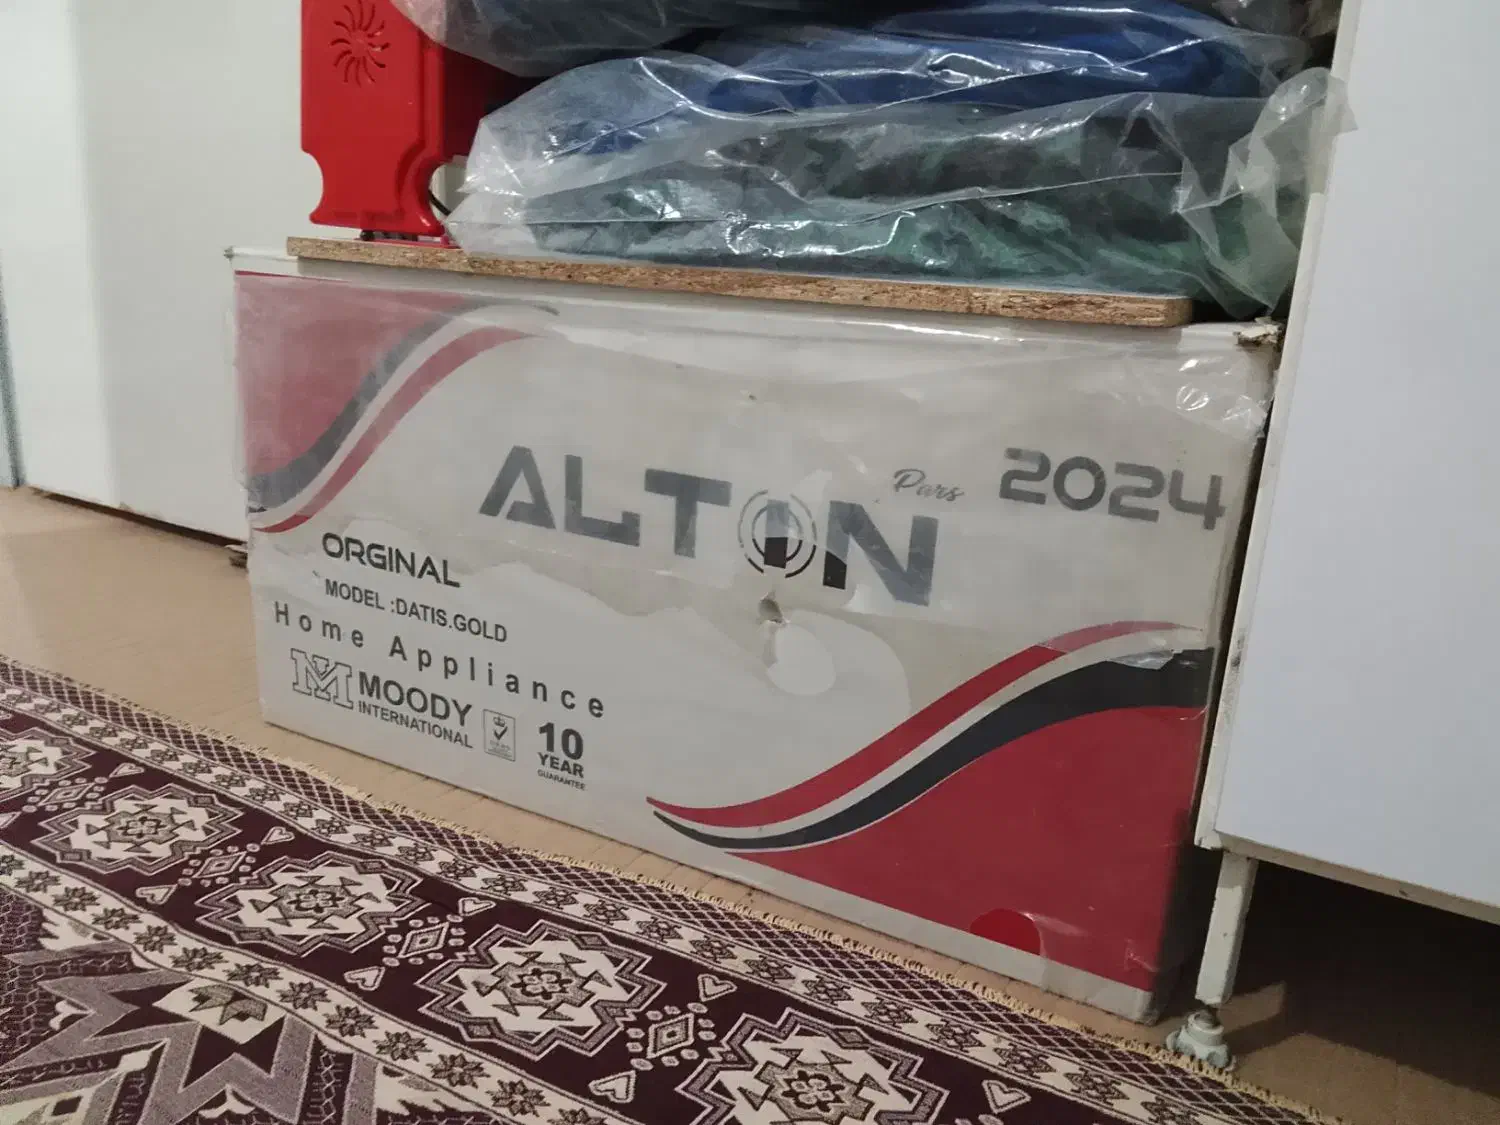 ALTON Pars 2024
ORGINAL
MODEL :DATIS.GOLD
Home Appliance
MOODY
INTERNATIONAL
10
YEAR
GUARANTEE